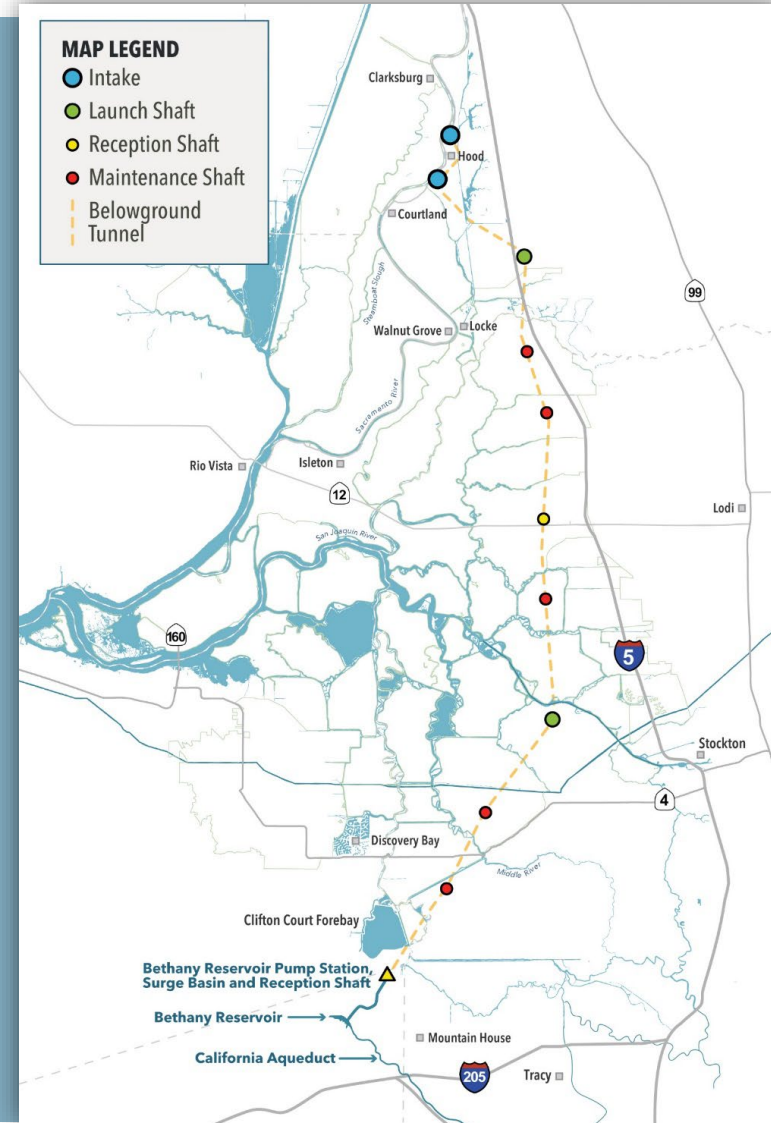 MAP LEGEND
Intake
Launch Shaft
Reception Shaft
Maintenance Shaft
Belowground
Tunnel
Clarksburg
Hood
Courtland
Steamboat Slough
99
Walnut Grove
Locke
Sacramento River
Rio Vista
Isleton
12
Lodi
San Joaquin River
160
5
Stockton
4
Discovery Bay
Middle River
Clifton Court Forebay
Bethany Reservoir Pump Station,
Surge Basin and Reception Shaft
Bethany Reservoir
Mountain House
California Aqueduct
205
Tracy